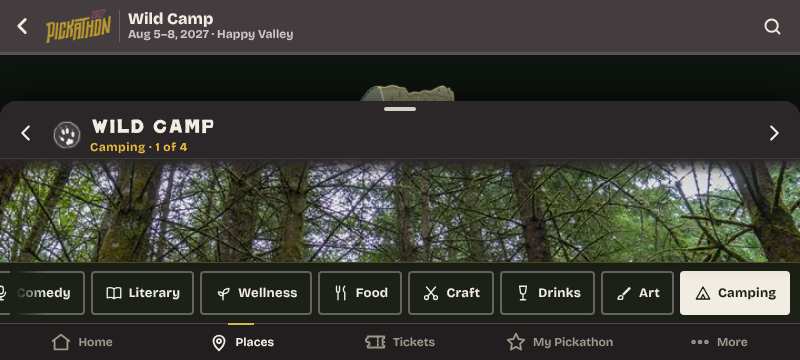 PICKATHON
Wild Camp
Aug 5–8, 2027 · Happy Valley
WILD CAMP
Camping · 1 of 4
Comedy
Literary
Wellness
Food
Craft
Drinks
Art
Camping
Home
Places
Tickets
My Pickathon
More